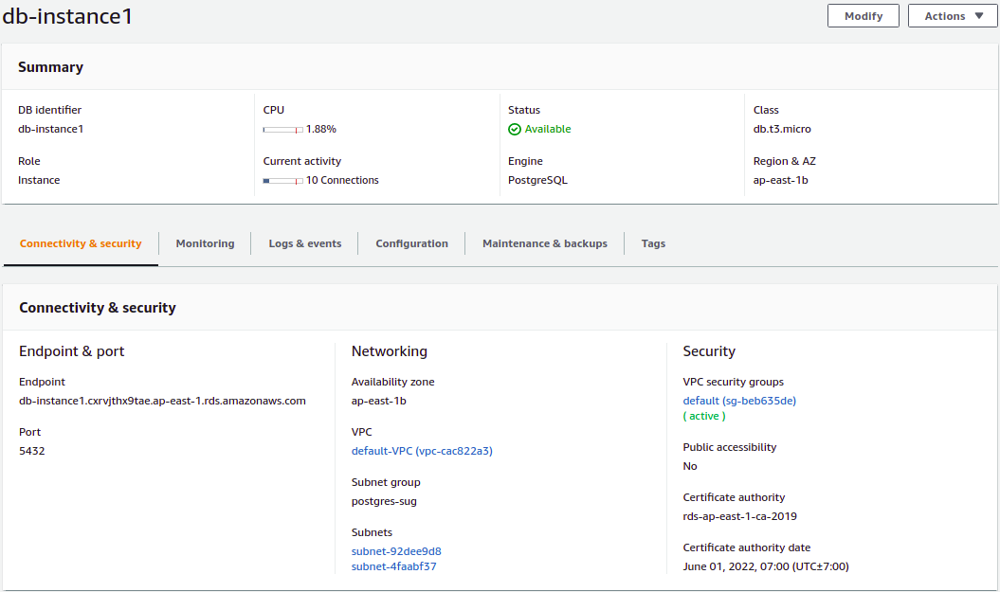 db-instance1
Modify
Actions
Summary
DB identifier
db-instance1
CPU
1.88%
Status
Available
Class
db.t3.micro
Role
Instance
Current activity
10 Connections
Engine
PostgreSQL
Region & AZ
ap-east-1b
Connectivity & security
Monitoring
Logs & events
Configuration
Maintenance & backups
Tags
Connectivity & security
Endpoint & port
Endpoint
db-instance1.cxrvjthx9tae.ap-east-1.rds.amazonaws.com
Port
5432
Networking
Availability zone
ap-east-1b
VPC
default-VPC (vpc-cac822a3)
Subnet group
postgres-sug
Subnets
subnet-92dee9d8
subnet-4faabf37
Security
VPC security groups
default (sg-beb635de)
( active )
Public accessibility
No
Certificate authority
rds-ap-east-1-ca-2019
Certificate authority date
June 01, 2022, 07:00 (UTC±7:00)